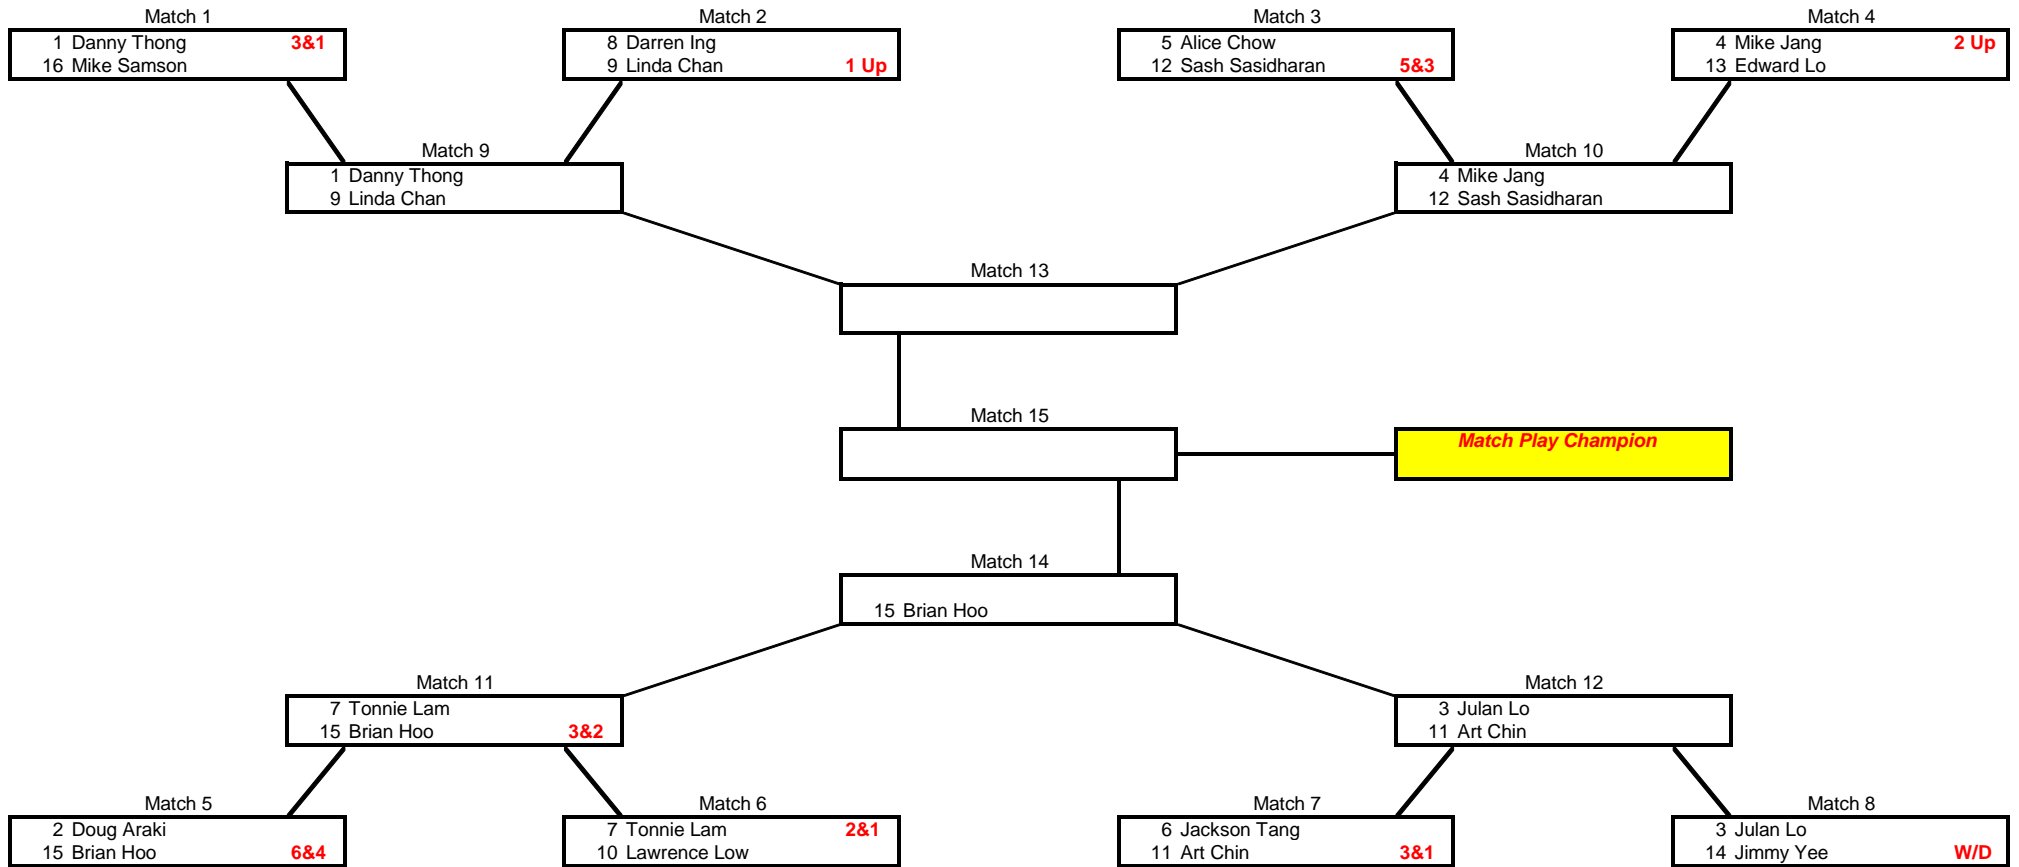 Match 1 Match 2 Match 3 Match 4
1 Danny Thong 3&1 8 Darren Ing 5 Alice Chow 4 Mike Jang 2 Up
16 Mike Samson 9 Linda Chan 1 Up 12 Sash Sasidharan 5&3 13 Edward Lo
Match 9 Match 10
1 Danny Thong 4 Mike Jang
9 Linda Chan 12 Sash Sasidharan
Match 13
Match 15
Match Play Champion
Match 14
15 Brian Hoo
Match 11 Match 12
7 Tonnie Lam 3 Julan Lo
15 Brian Hoo 3&2 11 Art Chin
Match 5 Match 6 Match 7 Match 8
2 Doug Araki 7 Tonnie Lam 2&1 6 Jackson Tang 3 Julan Lo
15 Brian Hoo 6&4 10 Lawrence Low 11 Art Chin 3&1 14 Jimmy Yee W/D